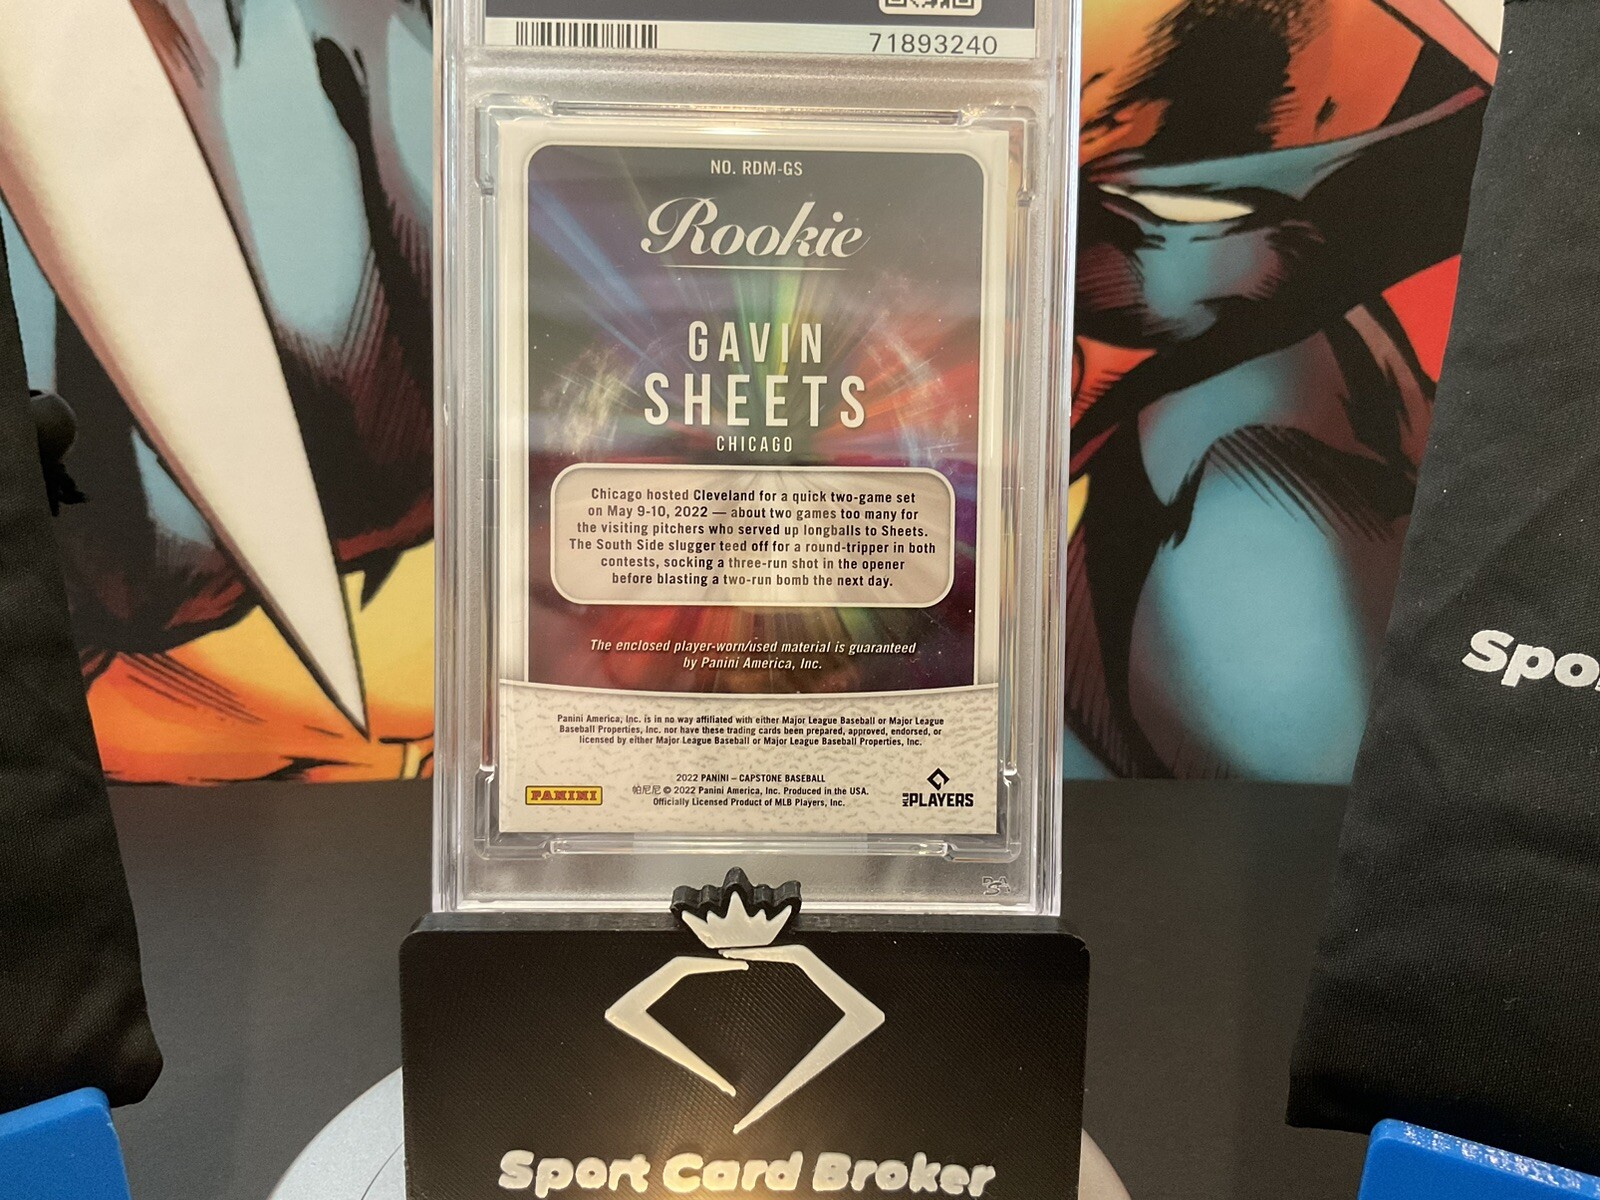 71893240
NO. RDM-GS
Rookie
GAVIN
SHEETS
CHICAGO
Chicago hosted Cleveland for a quick two-game set
on May 9-10, 2022 — about two games too many for
the visiting pitchers who served up longballs to Sheets.
The South Side slugger teed off for a round-tripper in both
contests, socking a three-run shot in the opener
before blasting a two-run bomb the next day.
The enclosed player-worn/used material is guaranteed
by Panini America, Inc.
Panini America, Inc. is in no way affiliated with either Major League Baseball or Major League
Baseball Properties, Inc. nor have these trading cards been prepared, approved, endorsed, or
licensed by either Major League Baseball or Major League Baseball Properties, Inc.
2022 PANINI – CAPSTONE BASEBALL
帕尼尼 © 2022 Panini America, Inc. Produced in the USA.
Officially Licensed Product of MLB Players, Inc.
PANINI
MLB PLAYERS
PSA
Sport Card Broker
Spo